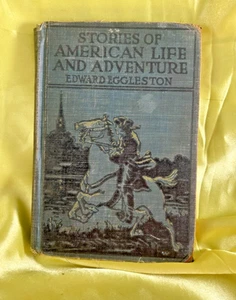 STORIES OF
AMERICAN LIFE
AND ADVENTURE
EDWARD EGGLESTON